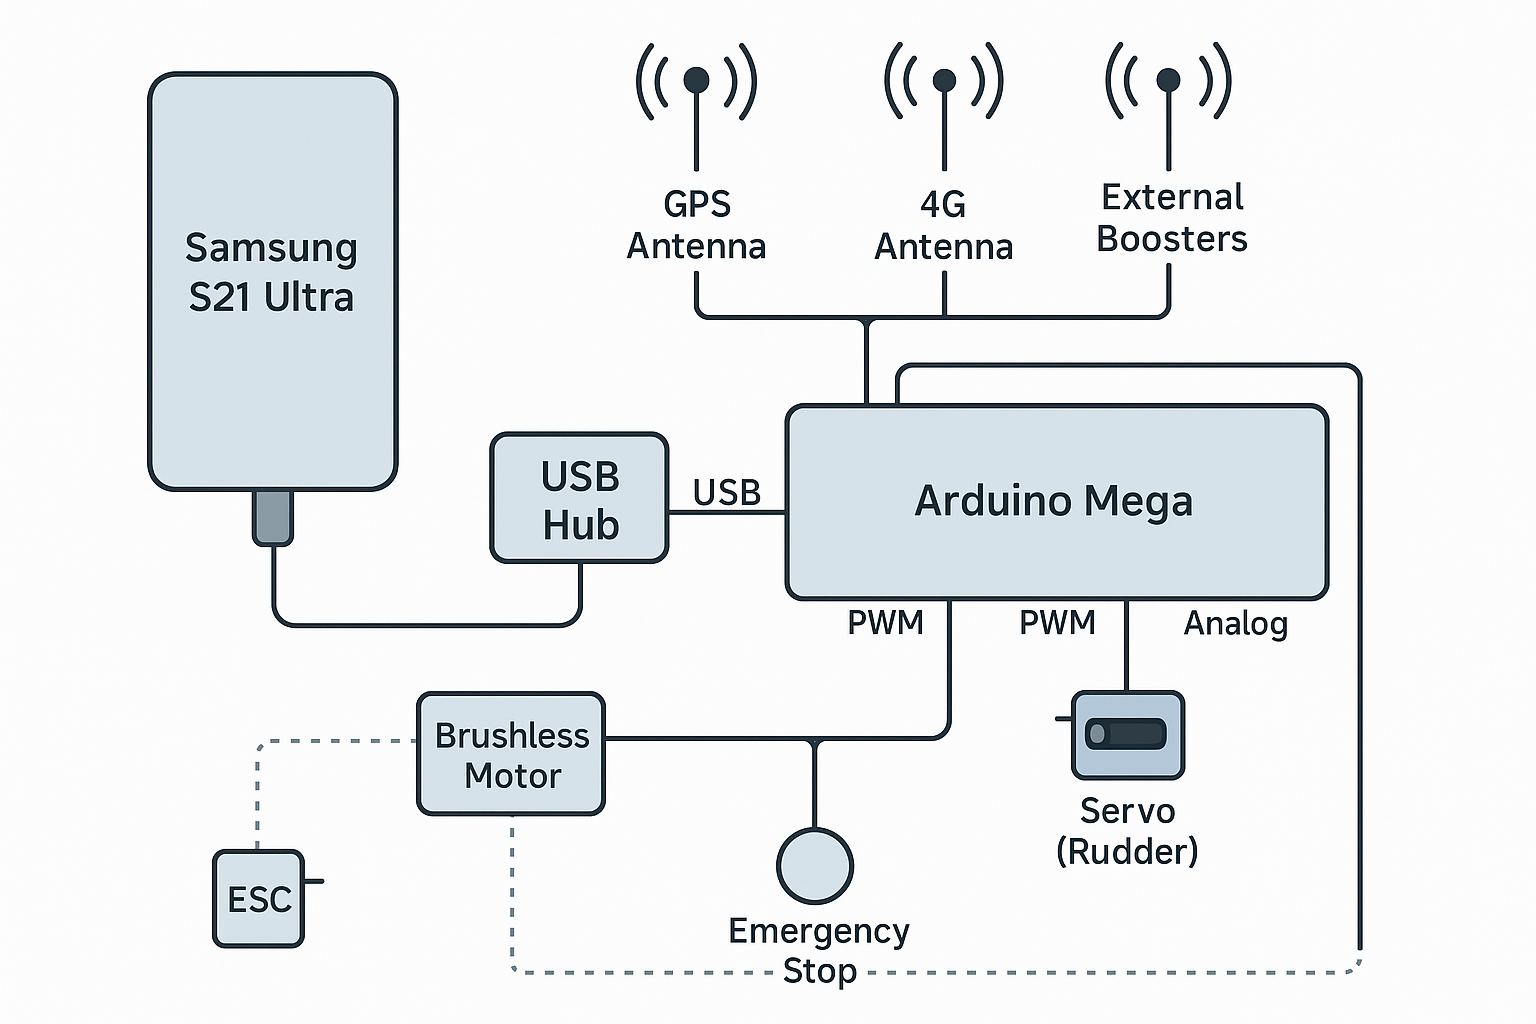 Samsung
S21 Ultra
GPS
Antenna
4G
Antenna
External
Boosters
USB
Hub
USB
Arduino Mega
PWM
PWM
Analog
Brushless
Motor
ESC
Servo
(Rudder)
Emergency
Stop